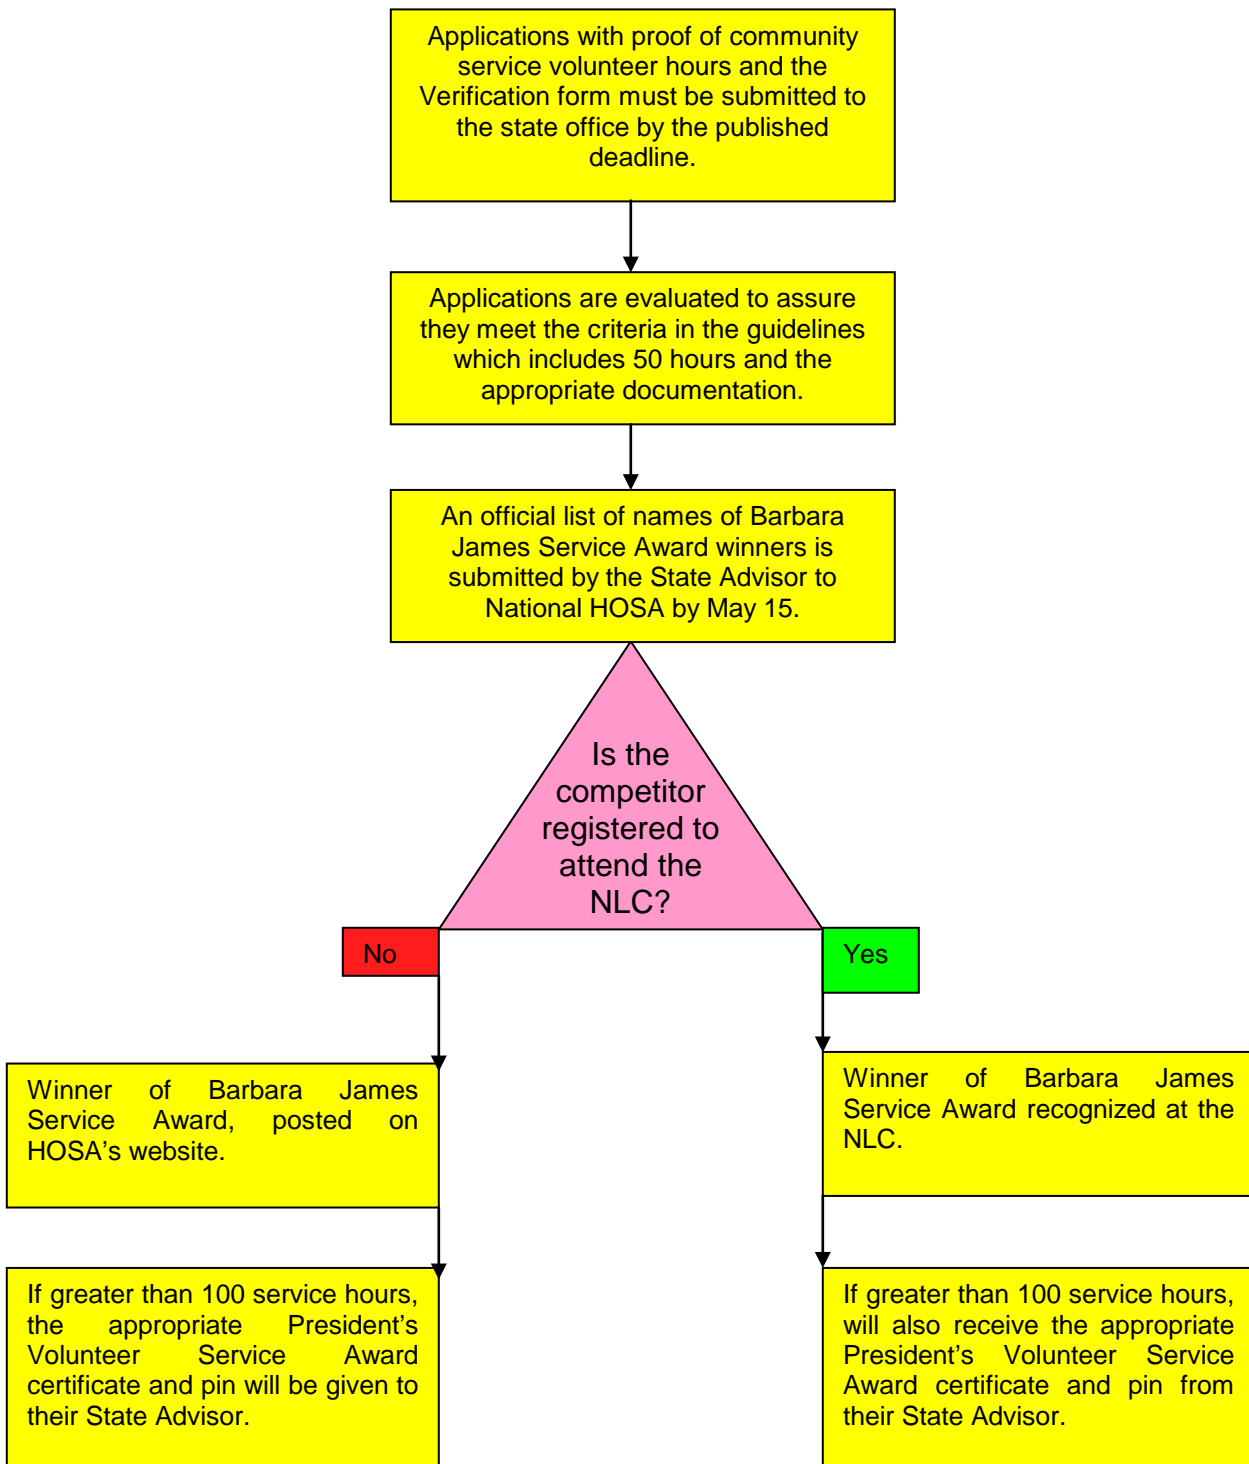 Applications with proof of community
service volunteer hours and the
Verification form must be submitted to
the state office by the published
deadline.
Applications are evaluated to assure
they meet the criteria in the guidelines
which includes 50 hours and the
appropriate documentation.
An official list of names of Barbara
James Service Award winners is
submitted by the State Advisor to
National HOSA by May 15.
Is the
competitor
registered to
attend the
NLC?
No
Yes
Winner of Barbara James
Service Award, posted on
HOSA’s website.
Winner of Barbara James
Service Award recognized at the
NLC.
If greater than 100 service hours,
the appropriate President’s
Volunteer Service Award
certificate and pin will be given to
their State Advisor.
If greater than 100 service hours,
will also receive the appropriate
President’s Volunteer Service
Award certificate and pin from
their State Advisor.